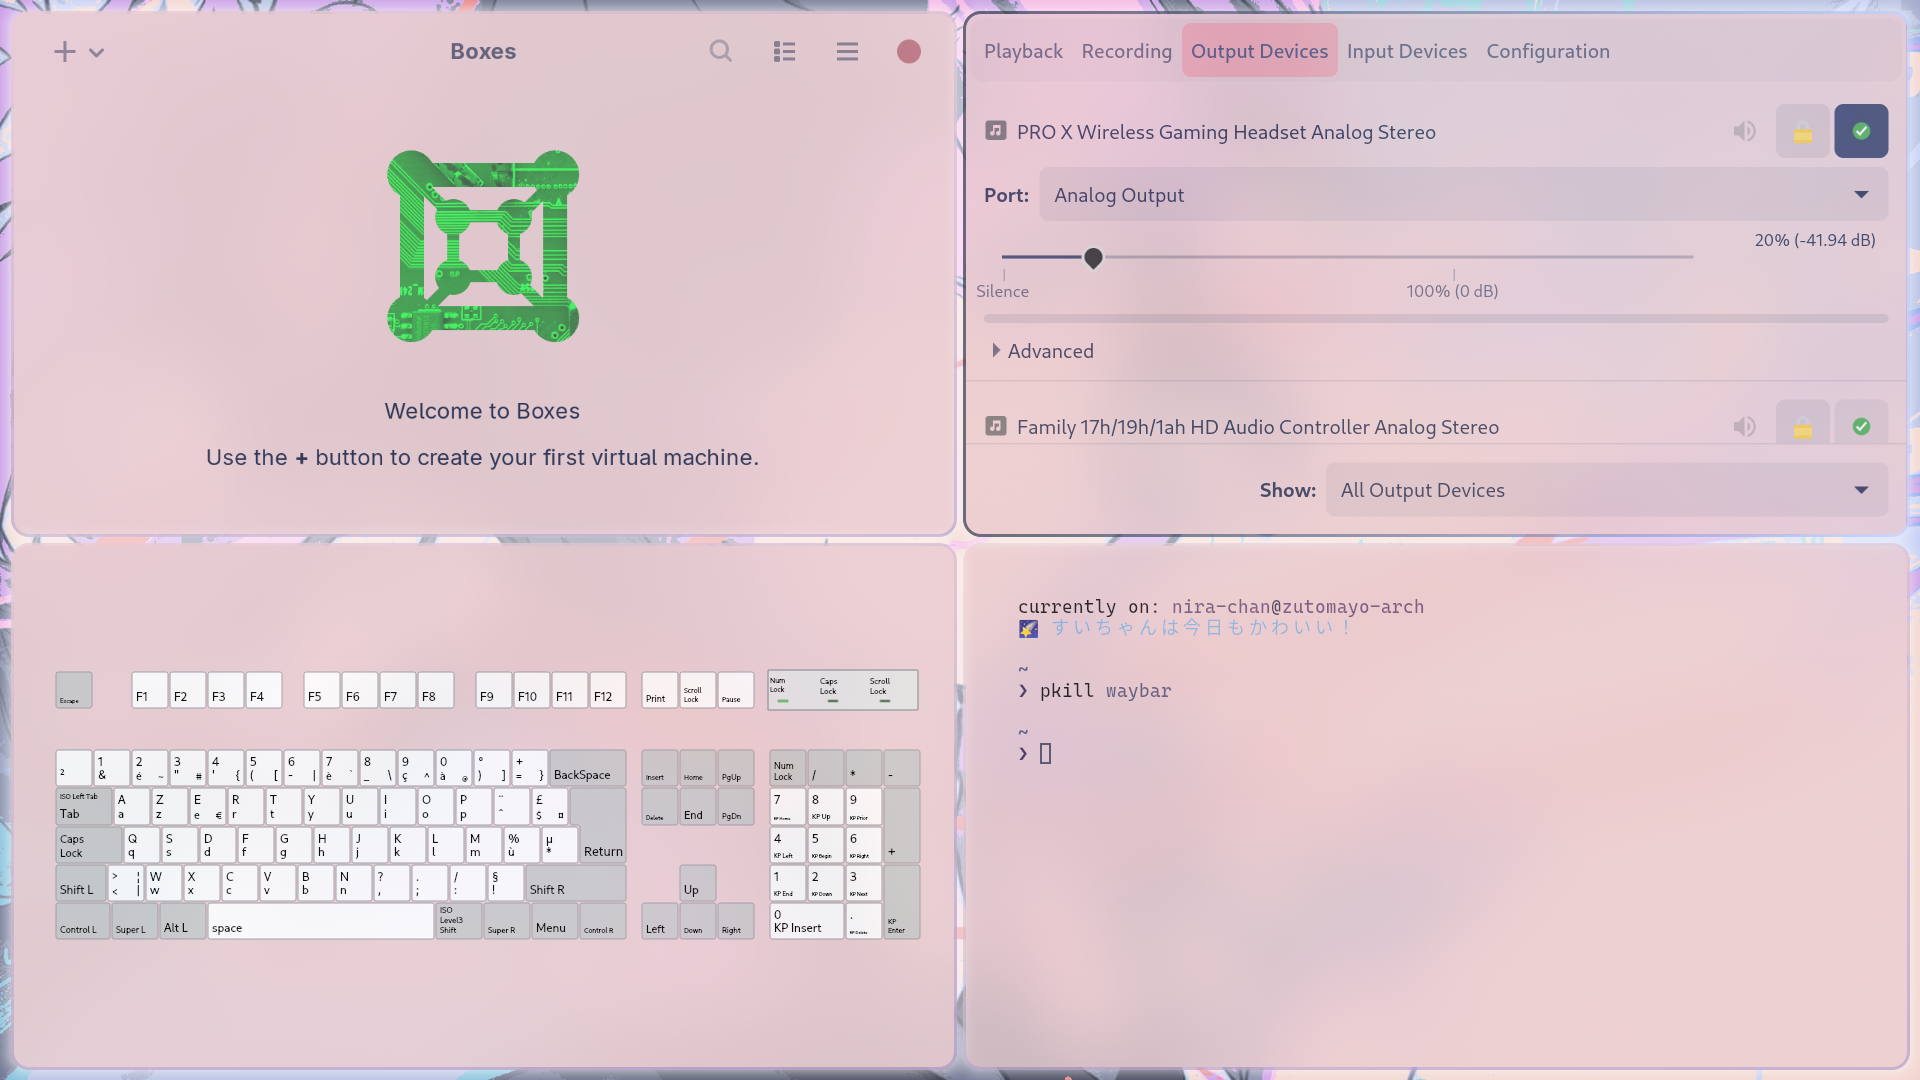 Boxes
Welcome to Boxes
Use the + button to create your first virtual machine.
Playback Recording Output Devices Input Devices Configuration
PRO X Wireless Gaming Headset Analog Stereo
Port: Analog Output
20% (-41.94 dB)
Silence 100% (0 dB)
Advanced
Family 17h/19h/1ah HD Audio Controller Analog Stereo
Show: All Output Devices
Escape F1 F2 F3 F4 F5 F6 F7 F8 F9 F10 F11 F12 Print Scroll Lock Pause Num Lock Caps Lock Scroll Lock
2 1 & 2 é ~ 3 " # 4 ' { 5 ( [ 6 - | 7 è ` 8 _ \ 9 ç ^ 0 à @ ° ) ] + = } BackSpace Insert Home PgUp Num Lock / * -
ISO Left Tab Tab A a Z z E e € R r T t Y y U u I i O o P p ¨ ^ £ $ ¤ Delete End PgDn 7 KP Home 8 KP Up 9 KP Prior
Caps Lock Q q S s D d F f G g H h J j K k L l M m % ù µ * Return 4 KP Left 5 KP Begin 6 KP Right +
Shift L > < ¦ | W w X x C c V v B b N n ? , . ; / : § ! Shift R Up 1 KP End 2 KP Down 3 KP Next
Control L Super L Alt L space ISO Level3 Shift Super R Menu Control R Left Down Right 0 KP Insert . KP Delete KP Enter
currently on: nira-chan@zutomayo-arch
すいちゃんは今日もかわいい！
~
❯ pkill waybar
~
❯